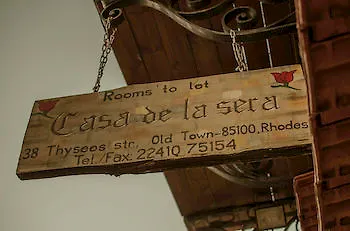 Rooms to let
Casa de la sera
38 Thyseos str, Old Town-85100, Rhodes
Tel./Fax: 22410 75154